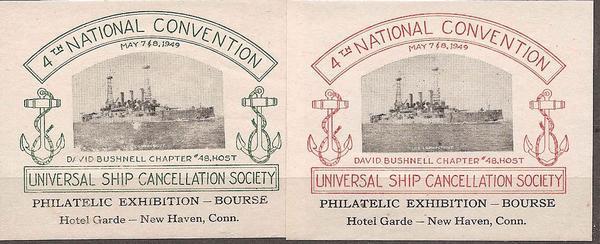 4TH NATIONAL CONVENTION
MAY 7&8, 1949
DAVID BUSHNELL CHAPTER #48, HOST
UNIVERSAL SHIP CANCELLATION SOCIETY
PHILATELIC EXHIBITION — BOURSE
Hotel Garde — New Haven, Conn.
4TH NATIONAL CONVENTION
MAY 7&8, 1949
DAVID BUSHNELL CHAPTER #48, HOST
UNIVERSAL SHIP CANCELLATION SOCIETY
PHILATELIC EXHIBITION — BOURSE
Hotel Garde — New Haven, Conn.